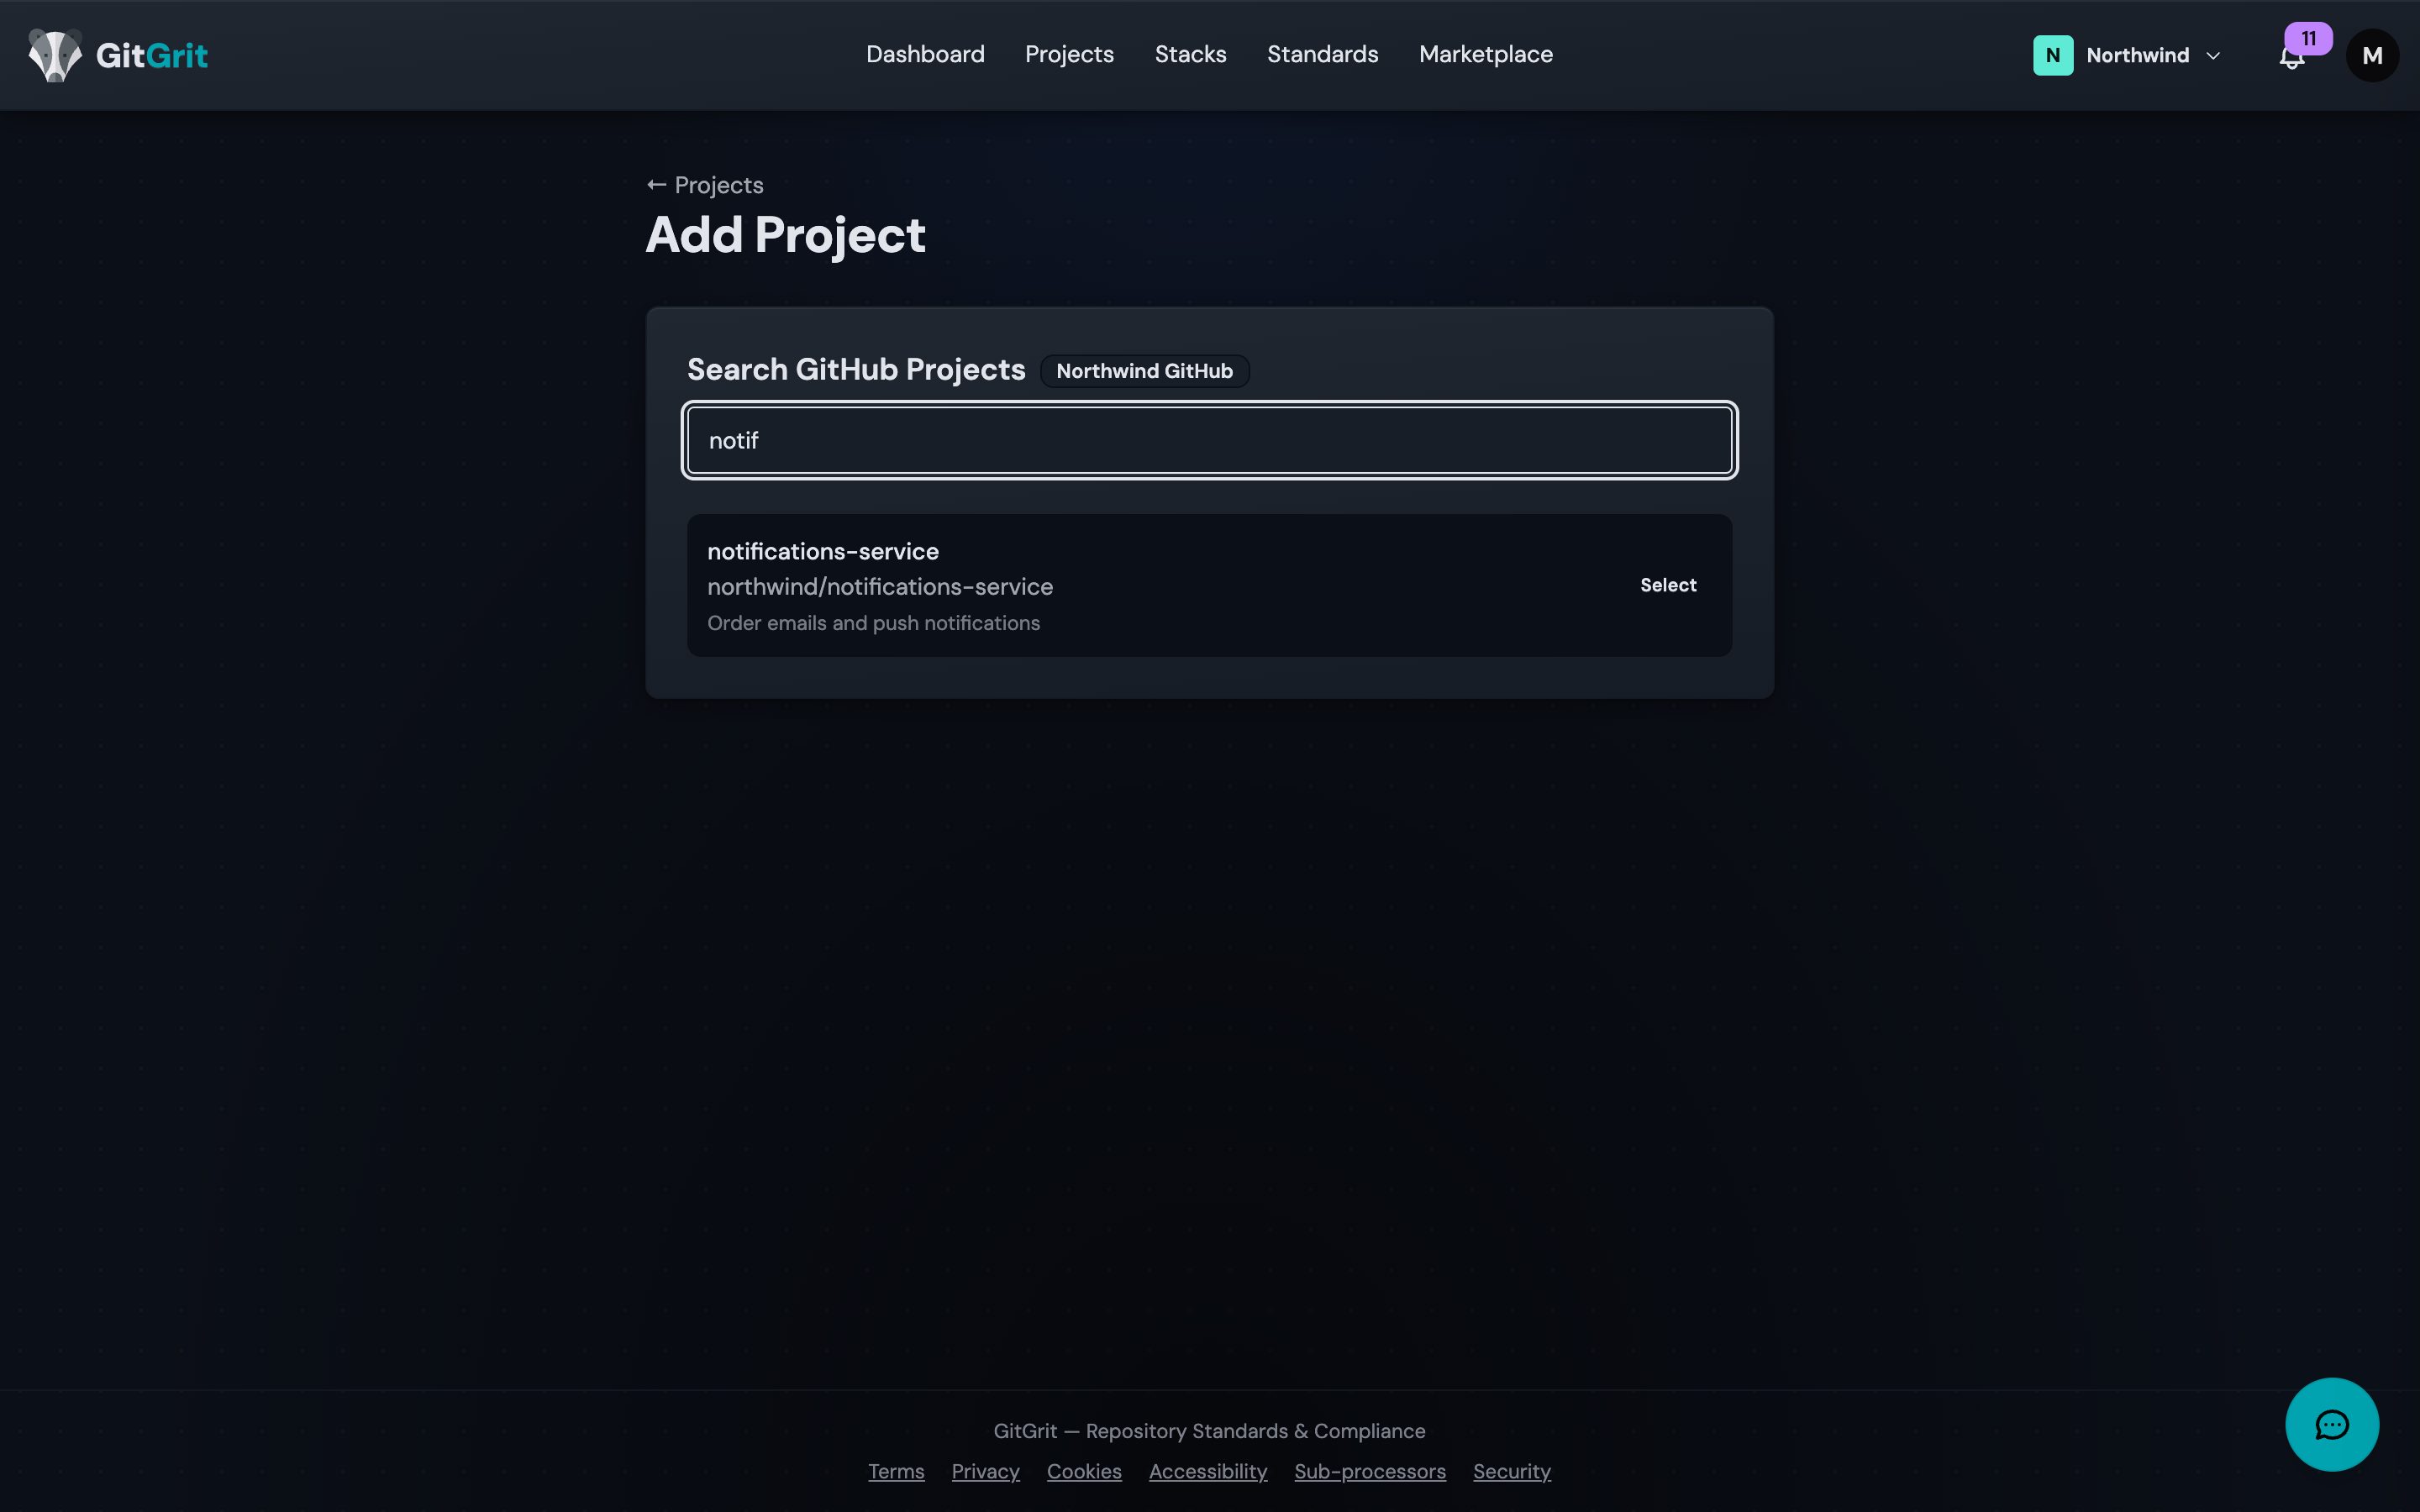 GitGrit
Dashboard
Projects
Stacks
Standards
Marketplace
N
Northwind
11
M
← Projects
Add Project
Search GitHub Projects
Northwind GitHub
notif
notifications-service
northwind/notifications-service
Order emails and push notifications
Select
GitGrit — Repository Standards & Compliance
Terms
Privacy
Cookies
Accessibility
Sub-processors
Security